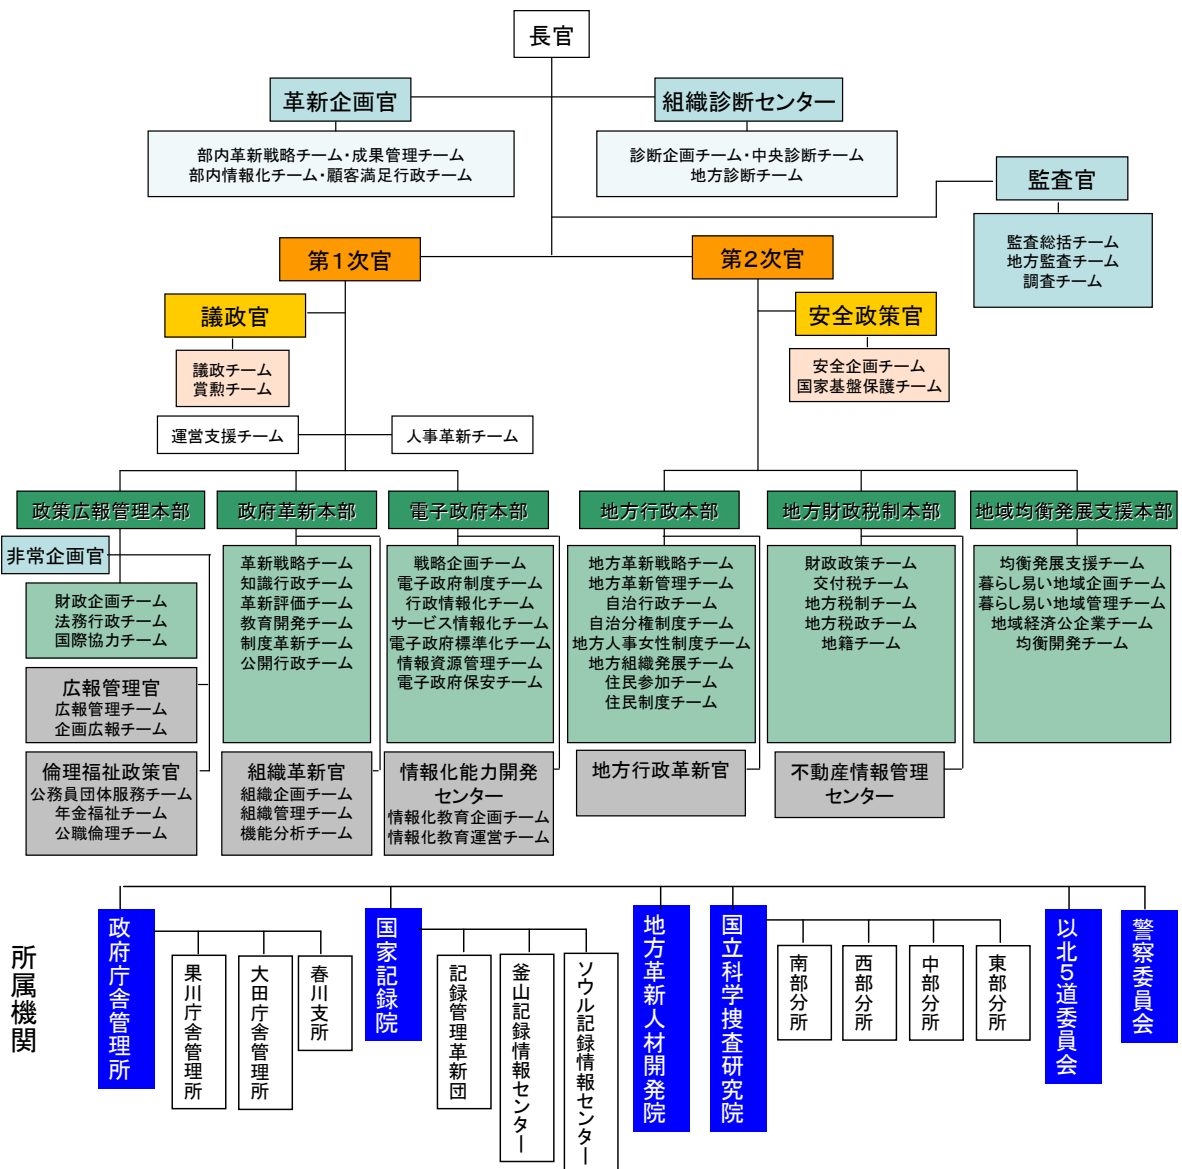 長官
革新企画官
組織診断センター
部内革新戦略チーム・成果管理チーム
部内情報化チーム・顧客満足行政チーム
診断企画チーム・中央診断チーム
地方診断チーム
監査官
監査総括チーム
地方監査チーム
調査チーム
第１次官
第２次官
議政官
議政チーム
賞勲チーム
安全政策官
安全企画チーム
国家基盤保護チーム
運営支援チーム
人事革新チーム
政策広報管理本部
非常企画官
財政企画チーム
法務行政チーム
国際協力チーム
広報管理官
広報管理チーム
企画広報チーム
倫理福祉政策官
公務員団体服務チーム
年金福祉チーム
公職倫理チーム
政府革新本部
革新戦略チーム
知識行政チーム
革新評価チーム
教育開発チーム
制度革新チーム
公開行政チーム
組織革新官
組織企画チーム
組織管理チーム
機能分析チーム
電子政府本部
戦略企画チーム
電子政府制度チーム
行政情報化チーム
サービス情報化チーム
電子政府標準化チーム
情報資源管理チーム
電子政府保安チーム
情報化能力開発
センター
情報化教育企画チーム
情報化教育運営チーム
地方行政本部
地方革新戦略チーム
地方革新管理チーム
自治行政チーム
自治分権制度チーム
地方人事女性制度チーム
地方組織発展チーム
住民参加チーム
住民制度チーム
地方行政革新官
地方財政税制本部
財政政策チーム
交付税チーム
地方税制チーム
地方税政チーム
地籍チーム
不動産情報管理
センター
地域均衡発展支援本部
均衡発展支援チーム
暮らし易い地域企画チーム
暮らし易い地域管理チーム
地域経済公企業チーム
均衡開発チーム
所属機関
政府庁舎管理所
果川庁舎管理所
大田庁舎管理所
春川支所
国家記録院
記録管理革新団
釜山記録情報センター
ソウル記録情報センター
地方革新人材開発院
国立科学捜査研究院
南部分所
西部分所
中部分所
東部分所
以北５道委員会
警察委員会